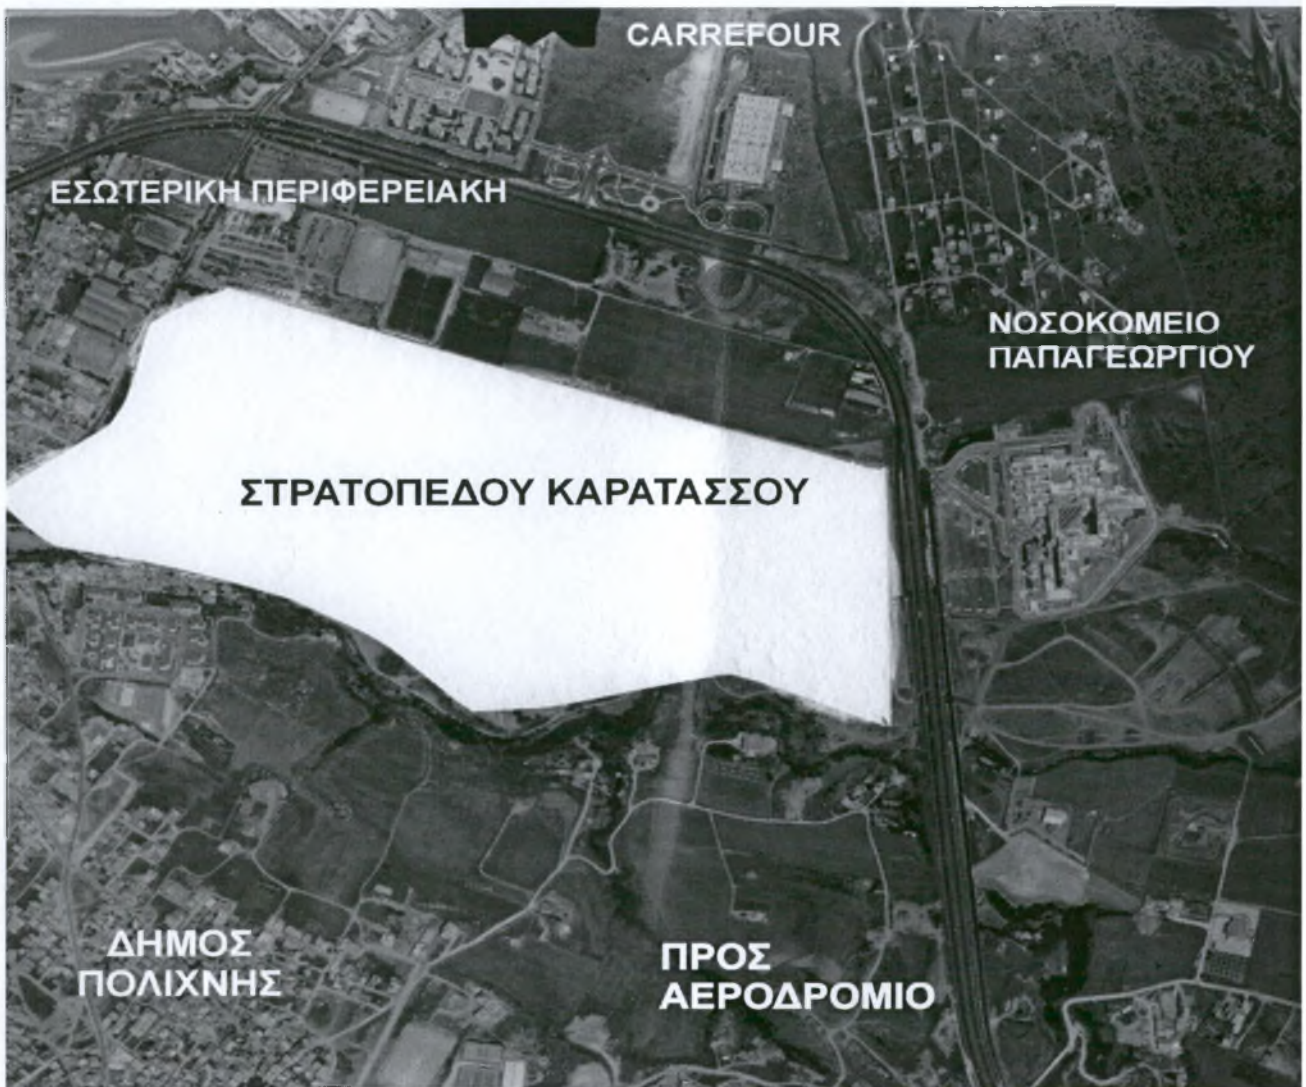 CARREFOUR
ΕΣΩΤΕΡΙΚΗ ΠΕΡΙΦΕΡΕΙΑΚΗ
ΝΟΣΟΚΟΜΕΙΟ
ΠΑΠΑΓΕΩΡΓΙΟΥ
ΣΤΡΑΤΟΠΕΔΟΥ ΚΑΡΑΤΑΣΣΟΥ
ΔΗΜΟΣ
ΠΟΛΙΧΝΗΣ
ΠΡΟΣ
ΑΕΡΟΔΡΟΜΙΟ